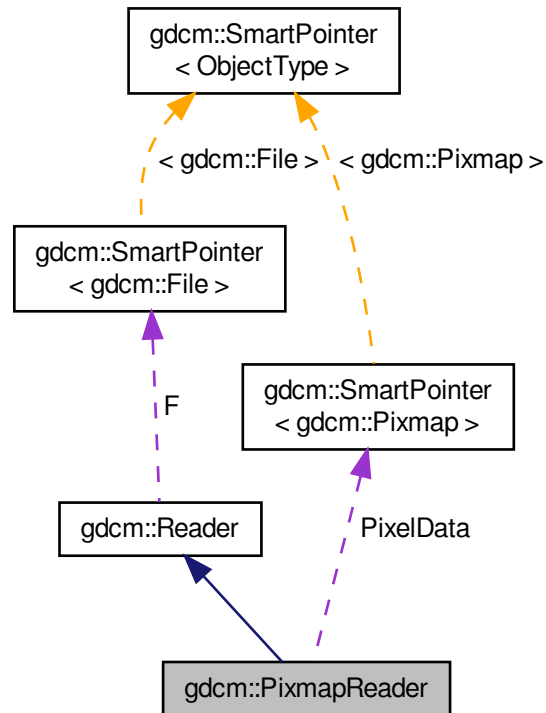 gdcm::SmartPointer
< ObjectType >
< gdcm::File >
< gdcm::Pixmap >
gdcm::SmartPointer
< gdcm::File >
gdcm::SmartPointer
< gdcm::Pixmap >
F
gdcm::Reader
PixelData
gdcm::PixmapReader